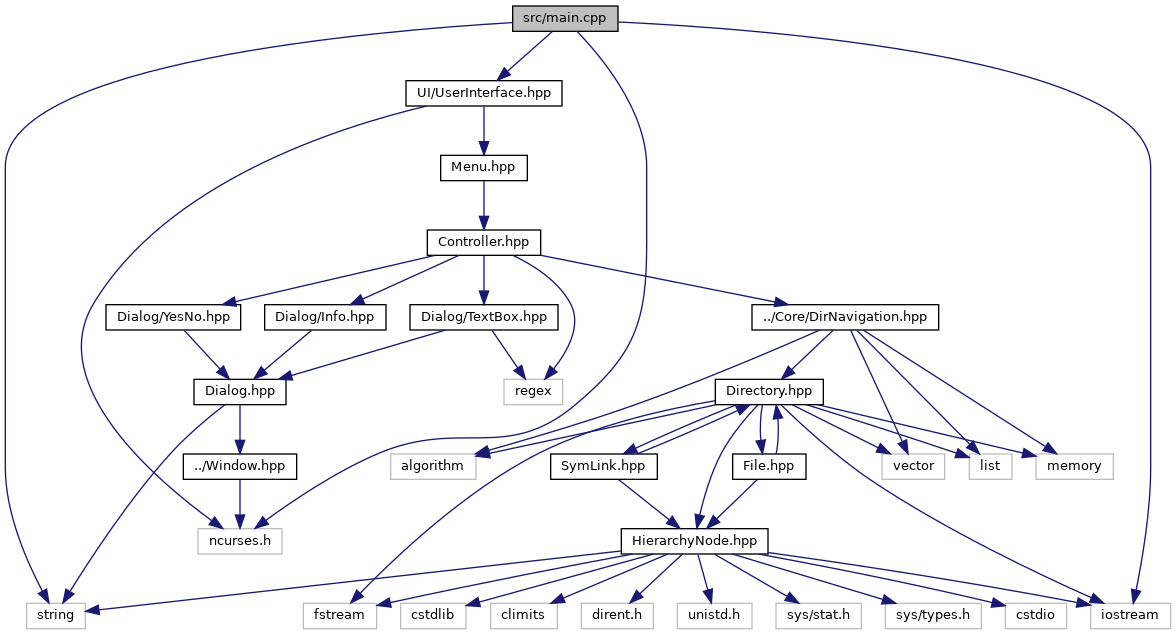 src/main.cpp
UI/UserInterface.hpp
Menu.hpp
Controller.hpp
Dialog/YesNo.hpp
Dialog/Info.hpp
Dialog/TextBox.hpp
../Core/DirNavigation.hpp
Dialog.hpp
regex
Directory.hpp
../Window.hpp
algorithm
SymLink.hpp
File.hpp
vector
list
memory
ncurses.h
HierarchyNode.hpp
string
fstream
cstdlib
climits
dirent.h
unistd.h
sys/stat.h
sys/types.h
cstdio
iostream